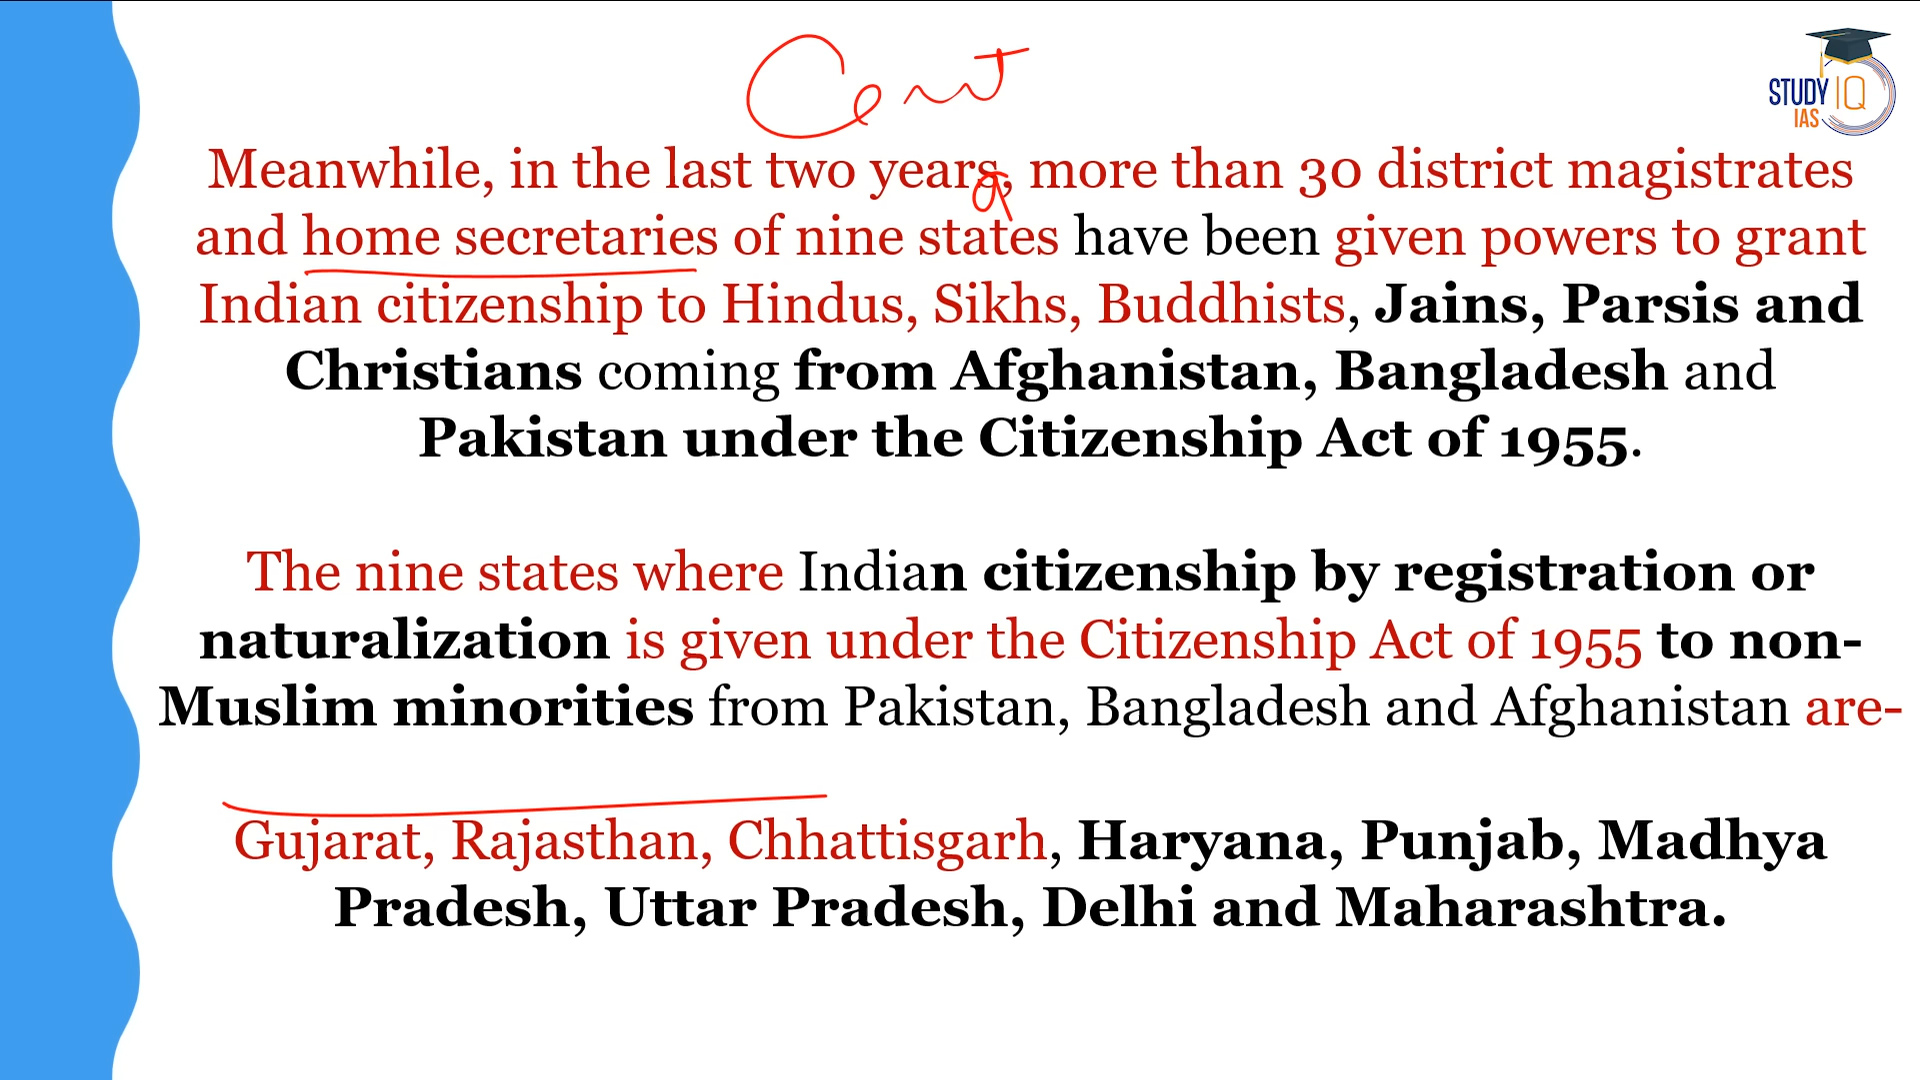 Cent
STUDY IQ
IAS
Meanwhile, in the last two years, more than 30 district magistrates
and home secretaries of nine states have been given powers to grant
Indian citizenship to Hindus, Sikhs, Buddhists, Jains, Parsis and
Christians coming from Afghanistan, Bangladesh and
Pakistan under the Citizenship Act of 1955.
The nine states where Indian citizenship by registration or
naturalization is given under the Citizenship Act of 1955 to non-
Muslim minorities from Pakistan, Bangladesh and Afghanistan are-
Gujarat, Rajasthan, Chhattisgarh, Haryana, Punjab, Madhya
Pradesh, Uttar Pradesh, Delhi and Maharashtra.